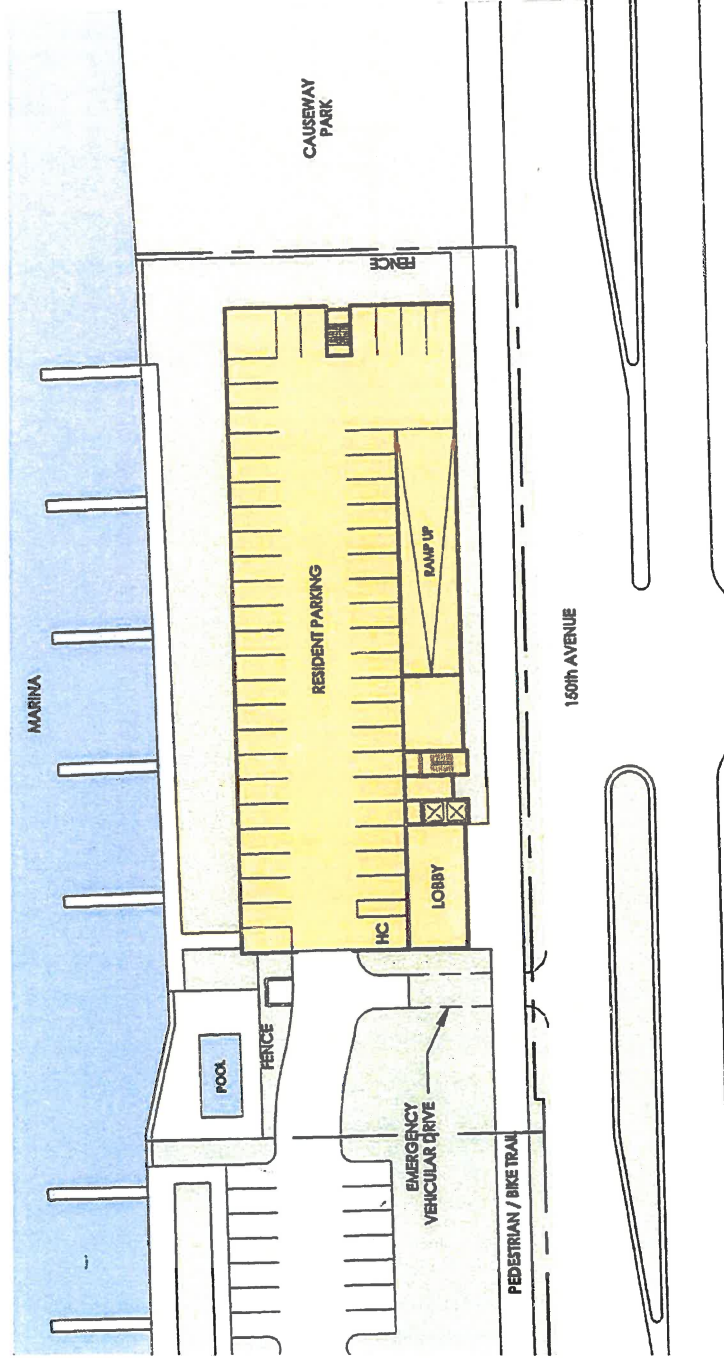 CAUSEWAY
PARK
FENCE
MARINA
RESIDENT PARKING
RAMP UP
150th AVENUE
LOBBY
HC
POOL
FENCE
EMERGENCY
VEHICULAR DRIVE
PEDESTRIAN / BIKE TRAIL